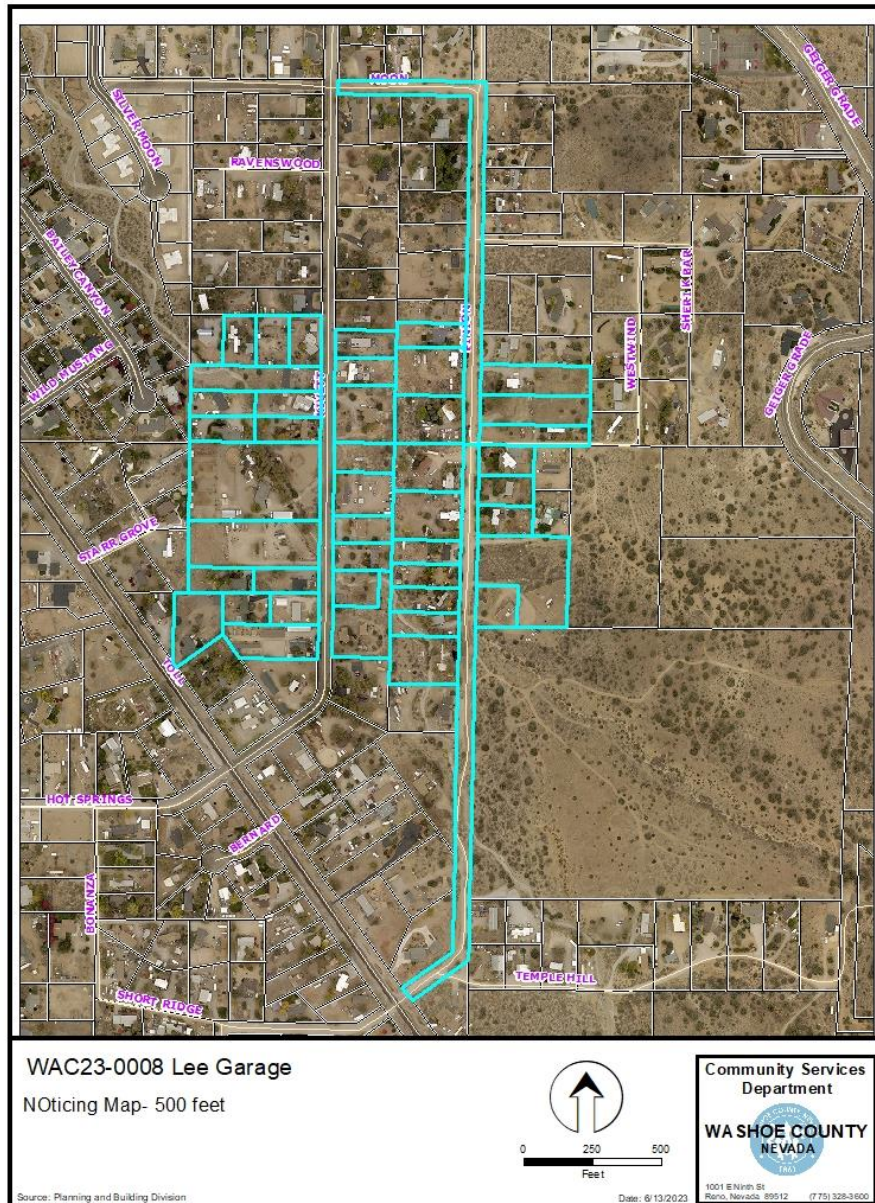 MOON
GEIGER GRADE
SILVER MOON
RAVENSWOOD
BAILEY CANYON
SHERI K BAR
WESTWIND
GEIGER GRADE
WILD MUSTANG
STARR GROVE
TOLL
HOT SPRINGS
BERNARD
BONANZA
TEMPLE HILL
SHORT RIDGE
WAC23-0008 Lee Garage
NOticing Map- 500 feet
0 250 500
Feet
Community Services
Department
WASHOE COUNTY
NEVADA
1861
1001 E Ninth St
Reno, Nevada 89512 (775) 328-3600
Source: Planning and Building Division
Date: 6/13/2023